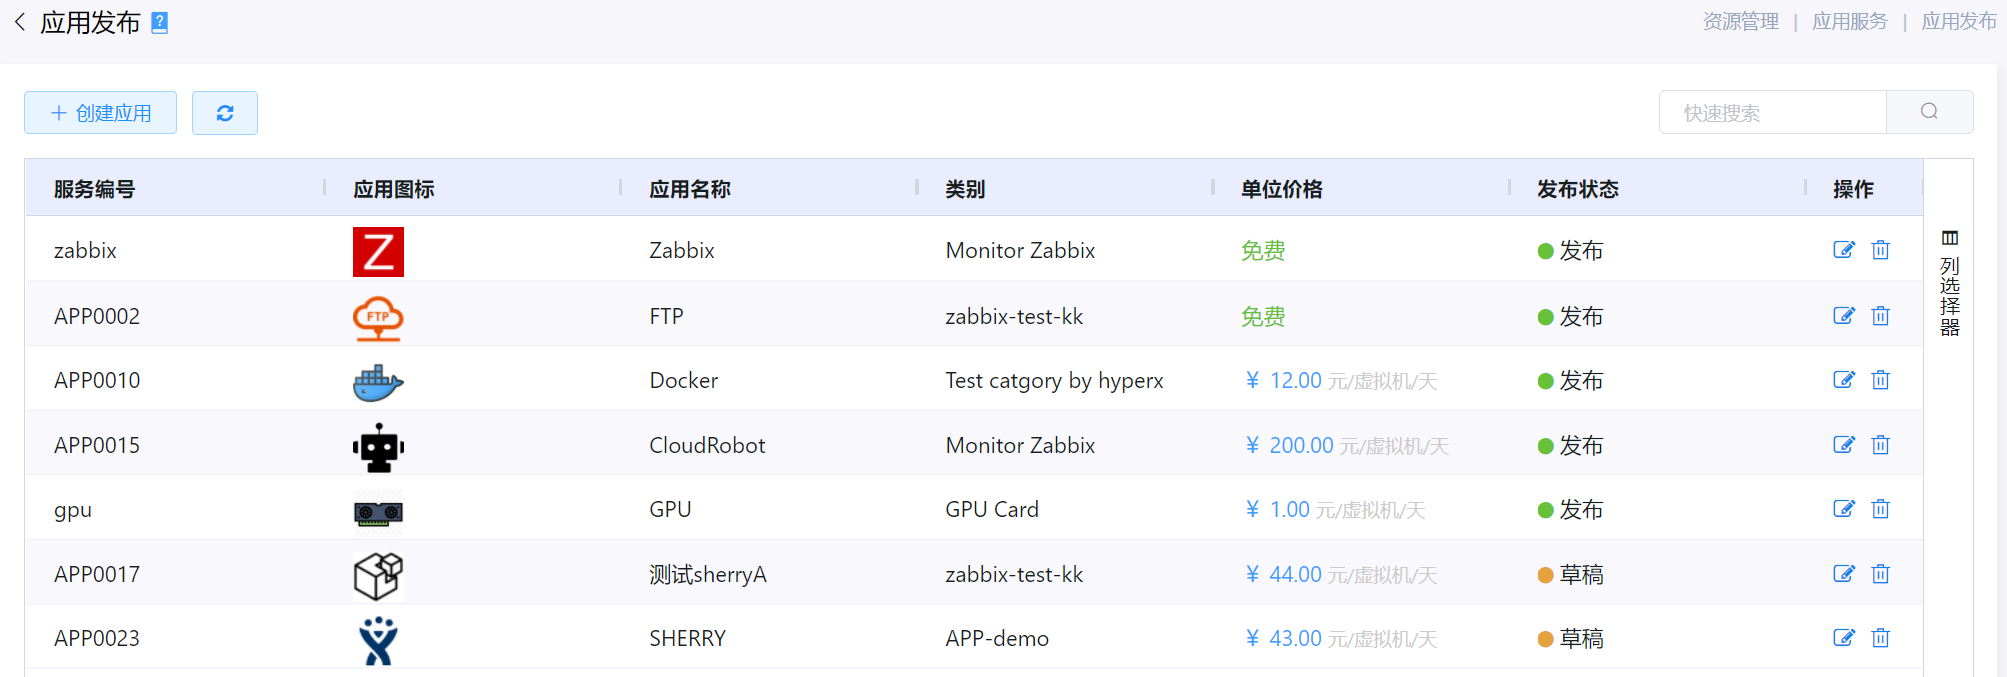 应用发布 ?
资源管理 | 应用服务 | 应用发布
+ 创建应用
快速搜索
服务编号 应用图标 应用名称 类别 单位价格 发布状态 操作
zabbix Z Zabbix Monitor Zabbix 免费 发布
APP0002 FTP FTP zabbix-test-kk 免费 发布
APP0010 Docker Test catgory by hyperx ¥ 12.00 元/虚拟机/天 发布
APP0015 CloudRobot Monitor Zabbix ¥ 200.00 元/虚拟机/天 发布
gpu GPU GPU Card ¥ 1.00 元/虚拟机/天 发布
APP0017 测试sherryA zabbix-test-kk ¥ 44.00 元/虚拟机/天 草稿
APP0023 SHERRY APP-demo ¥ 43.00 元/虚拟机/天 草稿
列选择器